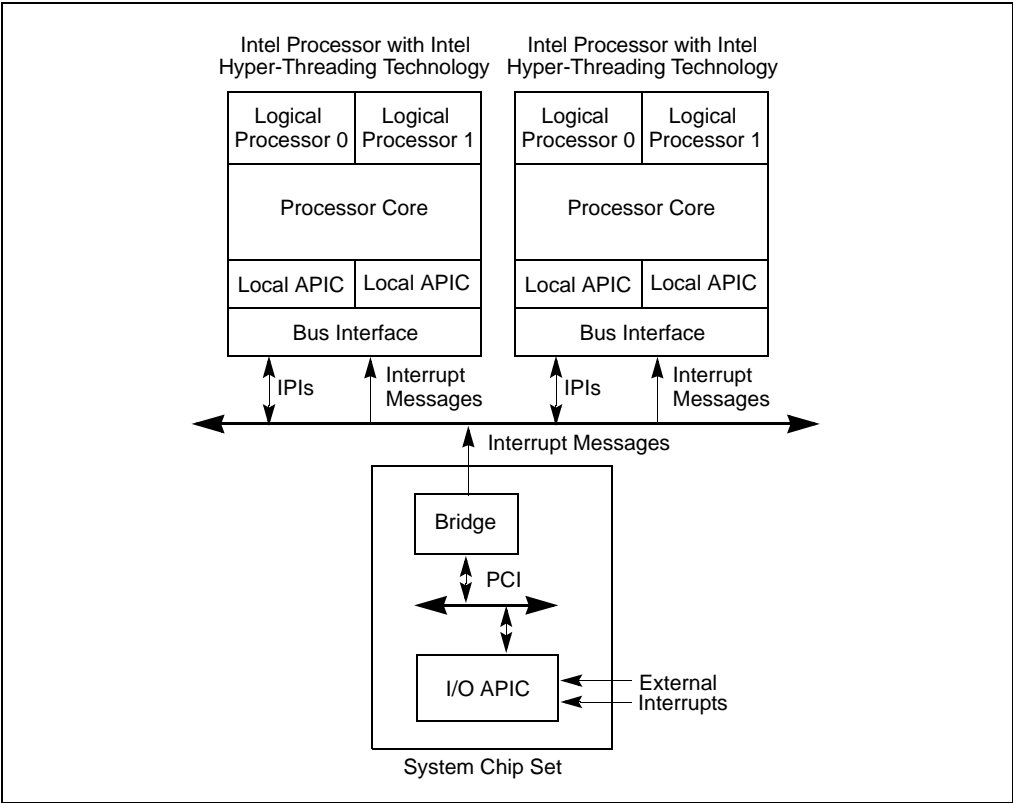 Intel Processor with Intel
Hyper-Threading Technology
Intel Processor with Intel
Hyper-Threading Technology
Logical
Processor 0
Logical
Processor 1
Logical
Processor 0
Logical
Processor 1
Processor Core
Processor Core
Local APIC
Local APIC
Local APIC
Local APIC
Bus Interface
Bus Interface
IPIs
Interrupt
Messages
IPIs
Interrupt
Messages
Interrupt Messages
Bridge
PCI
I/O APIC
External
Interrupts
System Chip Set